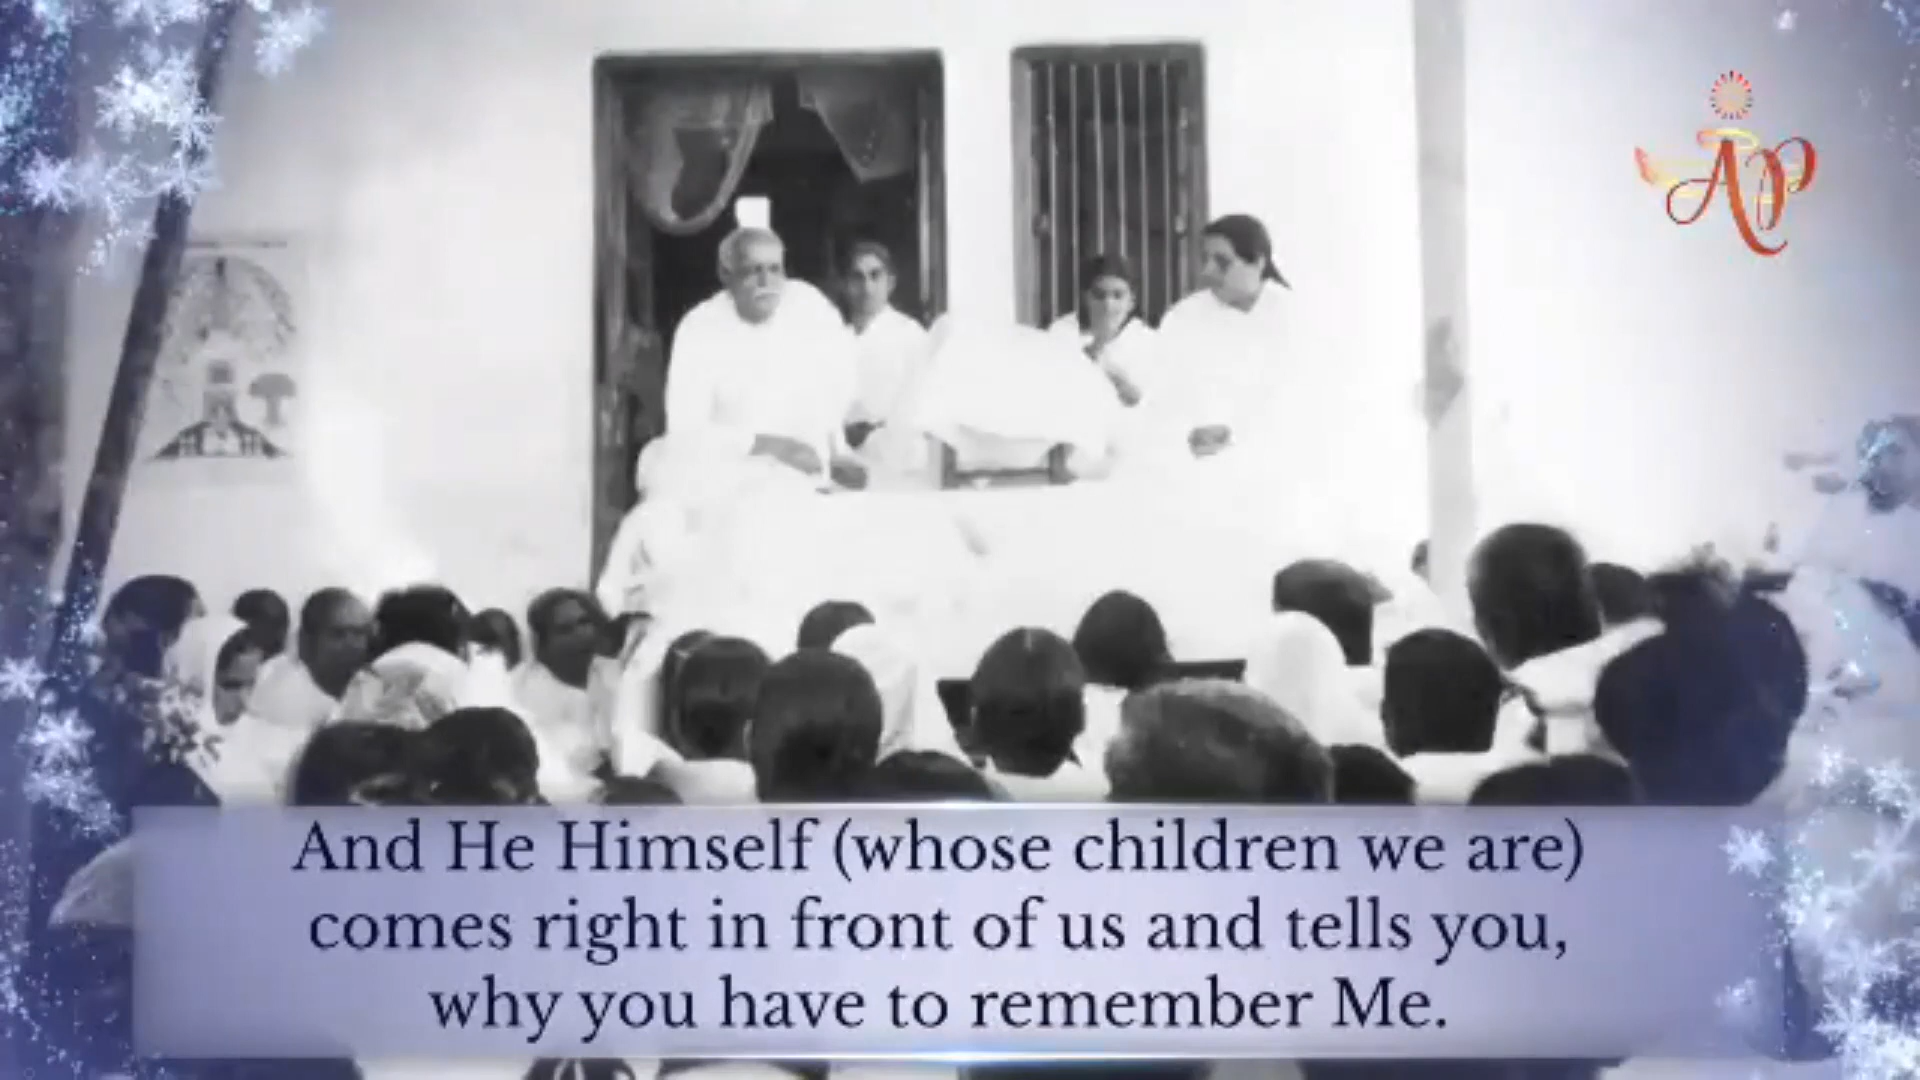 AP
And He Himself (whose children we are)
comes right in front of us and tells you,
why you have to remember Me.